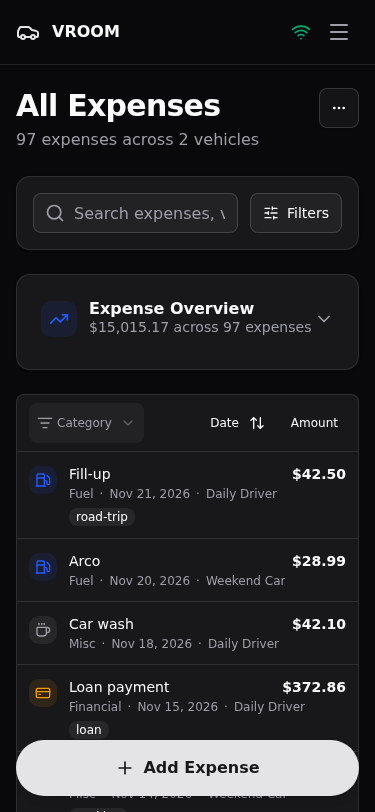 VROOM
All Expenses
97 expenses across 2 vehicles
Search expenses,
Filters
Expense Overview
$15,015.17 across 97 expenses
Category Date Amount
Fill-up $42.50
Fuel · Nov 21, 2026 · Daily Driver
road-trip
Arco $28.99
Fuel · Nov 20, 2026 · Weekend Car
Car wash $42.10
Misc · Nov 18, 2026 · Daily Driver
Loan payment $372.86
Financial · Nov 15, 2026 · Daily Driver
loan
Add Expense